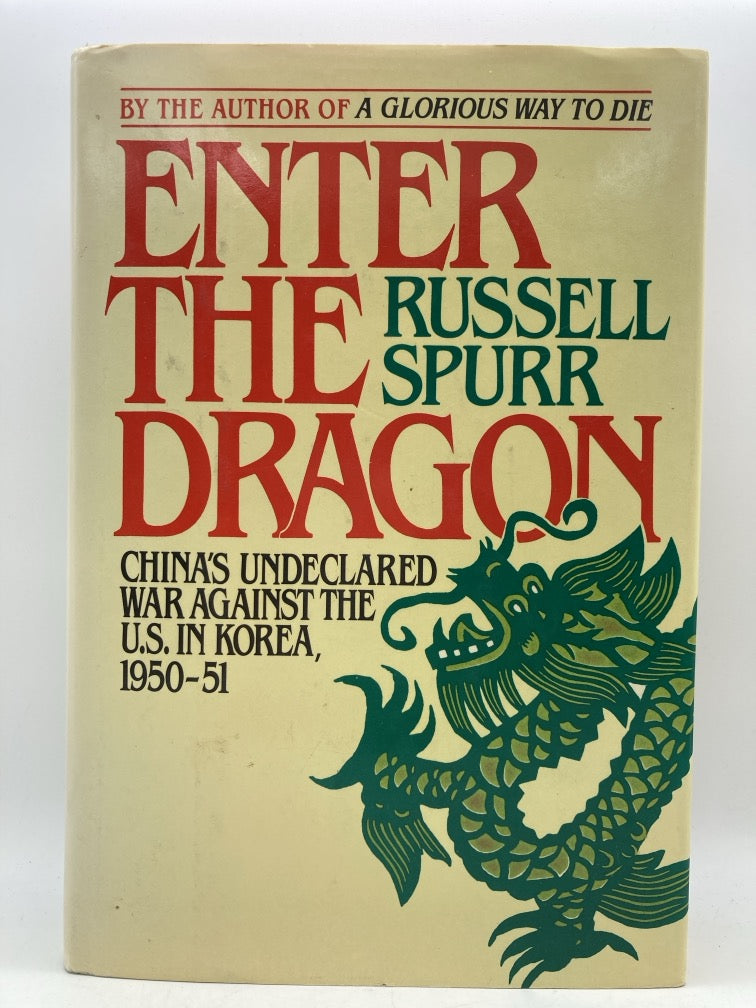 BY THE AUTHOR OF A GLORIOUS WAY TO DIE
ENTER
THE
RUSSELL
SPURR
DRAGON
CHINA'S UNDECLARED
WAR AGAINST THE
U.S. IN KOREA,
1950-51